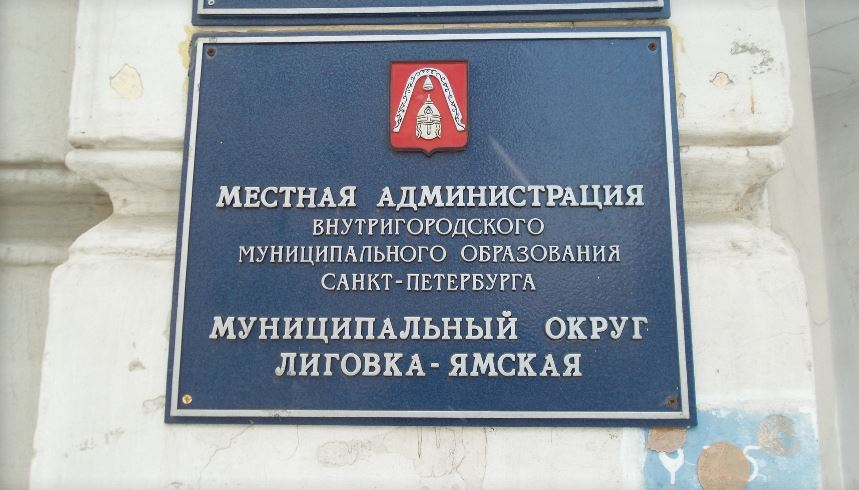 МЕСТНАЯ АДМИНИСТРАЦИЯ
ВНУТРИГОРОДСКОГО
МУНИЦИПАЛЬНОГО ОБРАЗОВАНИЯ
САНКТ-ПЕТЕРБУРГА
МУНИЦИПАЛЬНЫЙ ОКРУГ
ЛИГОВКА-ЯМСКАЯ